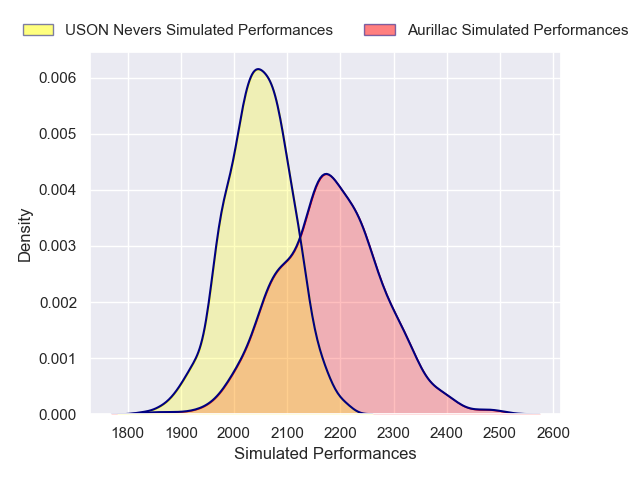 USON Nevers Simulated Performances
Aurillac Simulated Performances
0.006
0.005
0.004
0.003
0.002
0.001
0.000
Density
1800 1900 2000 2100 2200 2300 2400 2500 2600
Simulated Performances